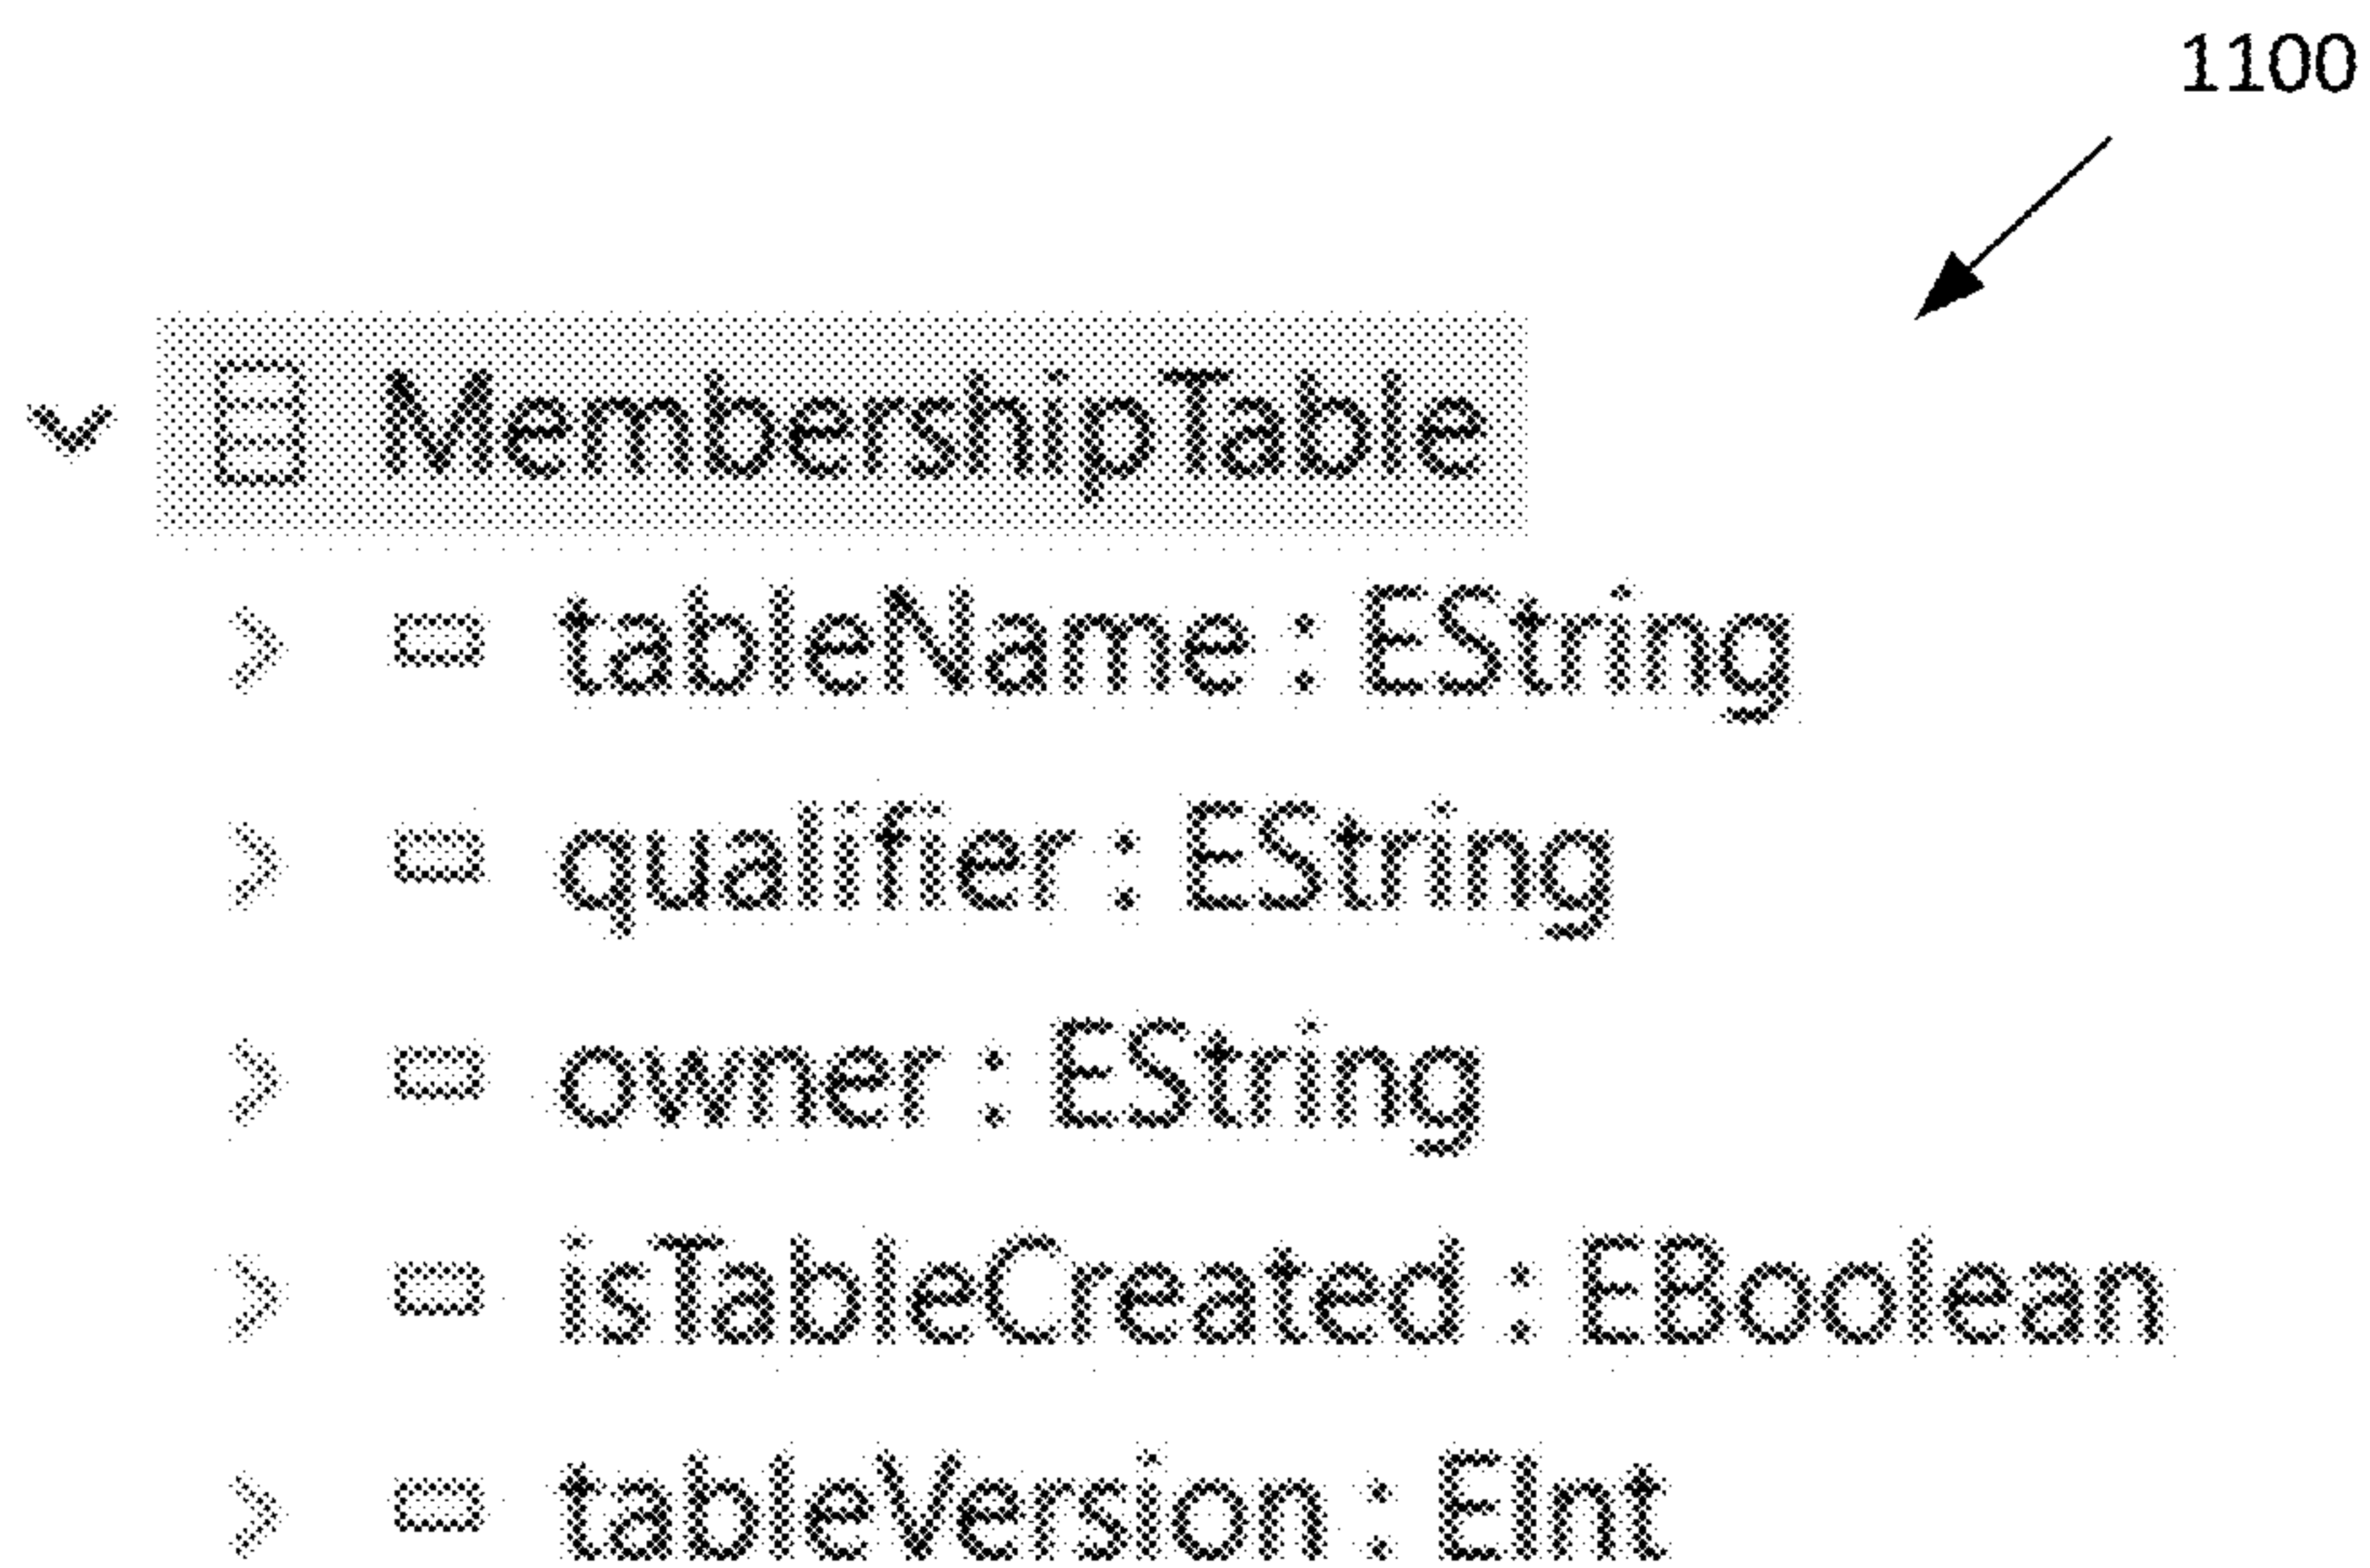 1100
MembershipTable
tableName : EString
qualifier : EString
owner : EString
isTableCreated : EBoolean
tableVersion : EInt